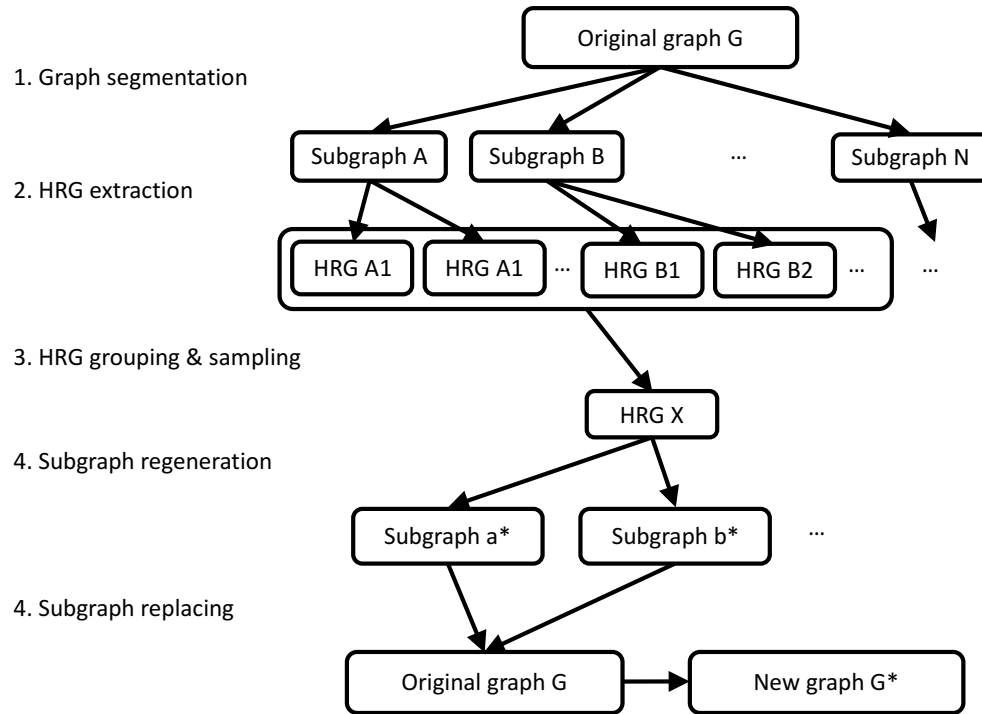 Original graph G
1. Graph segmentation
Subgraph A
Subgraph B
...
Subgraph N
2. HRG extraction
HRG A1
HRG A1
...
HRG B1
HRG B2
...
...
3. HRG grouping & sampling
HRG X
4. Subgraph regeneration
Subgraph a*
Subgraph b*
...
4. Subgraph replacing
Original graph G
New graph G*